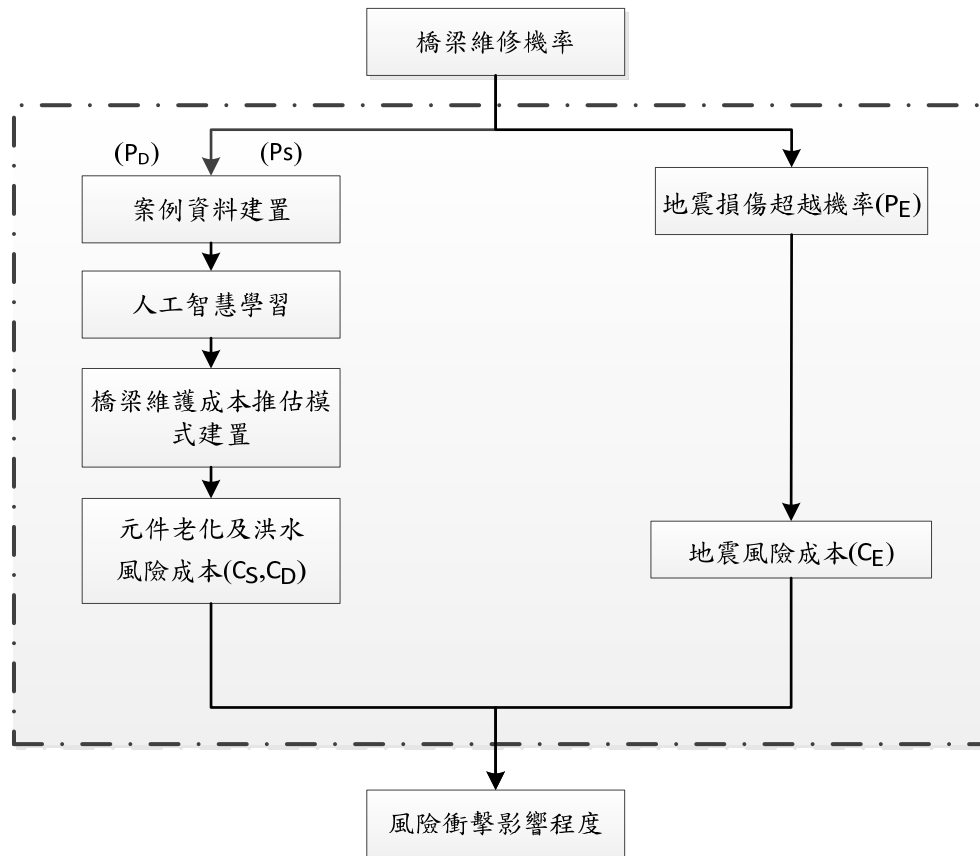 橋梁維修機率
(PD)
(Ps)
案例資料建置
人工智慧學習
橋梁維護成本推估模
式建置
元件老化及洪水
風險成本(CS,CD)
地震損傷超越機率(PE)
地震風險成本(CE)
風險衝擊影響程度